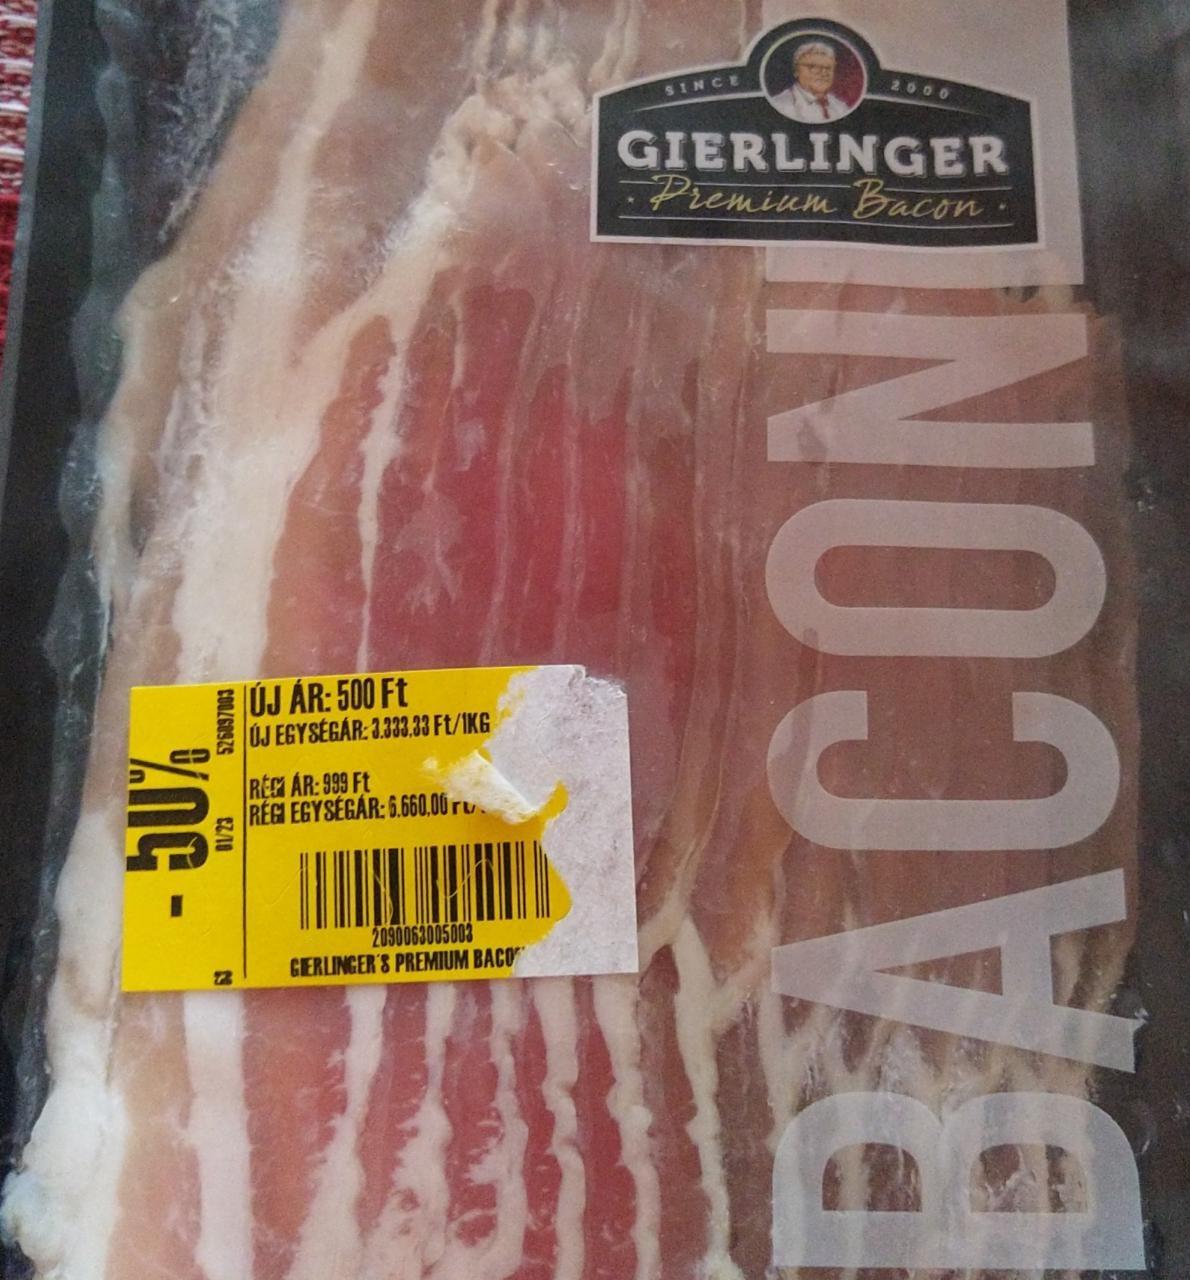 SINCE 2000
GIERLINGER
Premium Bacon
BACON
- 50%
01/23 526097003
ÚJ ÁR: 500 Ft
ÚJ EGYSÉGÁR: 3.333,33 Ft/1KG
RÉGI ÁR: 999 Ft
RÉGI EGYSÉGÁR: 6.660,00
2090063005003
GIERLINGER'S PREMIUM